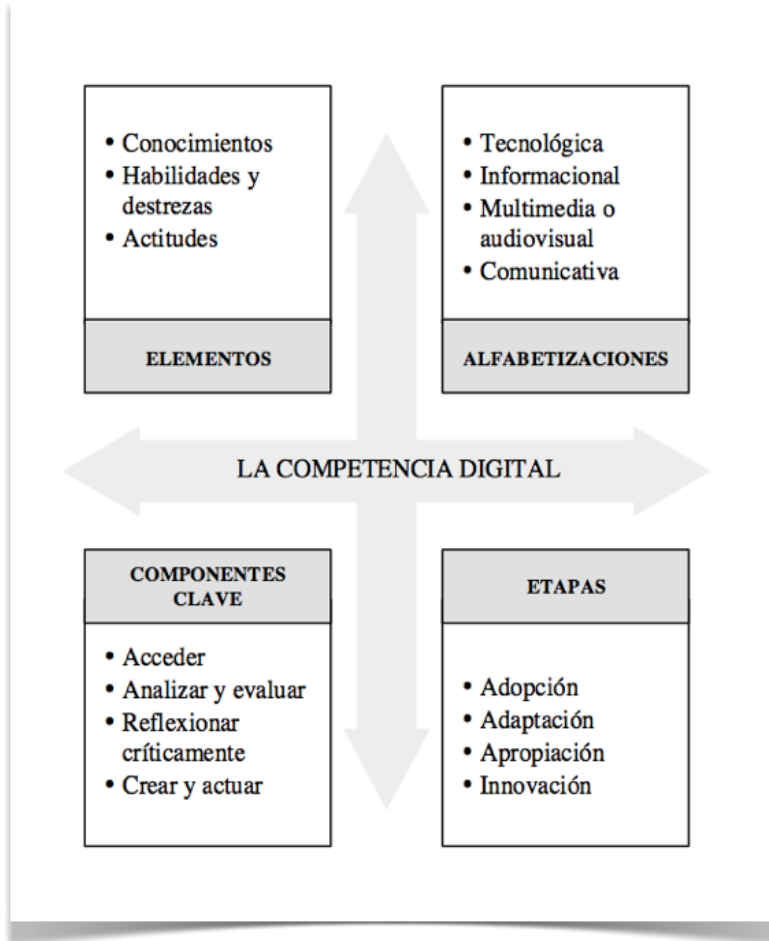 • Conocimientos
• Habilidades y
destrezas
• Actitudes
ELEMENTOS
• Tecnológica
• Informacional
• Multimedia o
audiovisual
• Comunicativa
ALFABETIZACIONES
LA COMPETENCIA DIGITAL
COMPONENTES
CLAVE
• Acceder
• Analizar y evaluar
• Reflexionar
críticamente
• Crear y actuar
ETAPAS
• Adopción
• Adaptación
• Apropiación
• Innovación